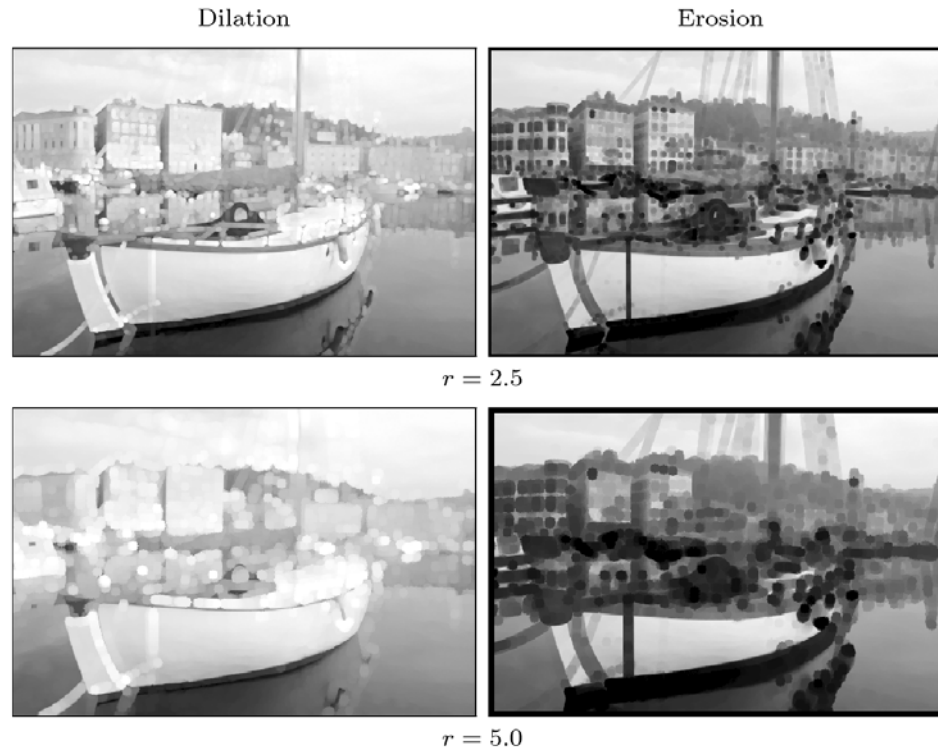 Dilation Erosion
r = 2.5
r = 5.0